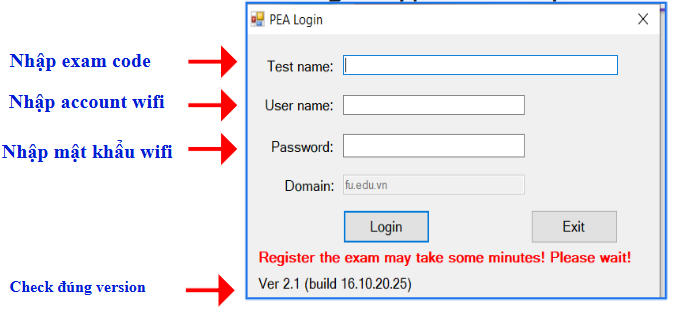 PEA Login
Nhập exam code
Test name:
Nhập account wifi
User name:
Nhập mật khẩu wifi
Password:
Domain: fu.edu.vn
Login Exit
Register the exam may take some minutes! Please wait!
Check đúng version
Ver 2.1 (build 16.10.20.25)